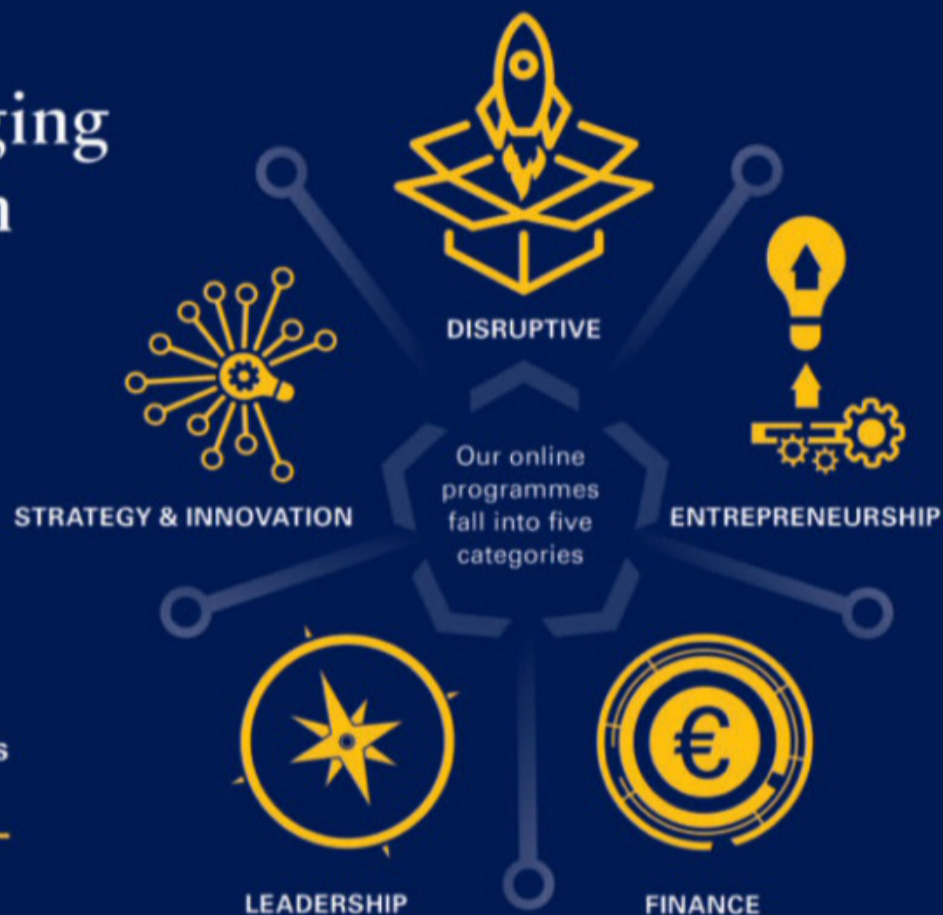 ging
n
DISRUPTIVE
STRATEGY & INNOVATION
Our online
programmes
fall into five
categories
ENTREPRENEURSHIP
s
€
LEADERSHIP
FINANCE